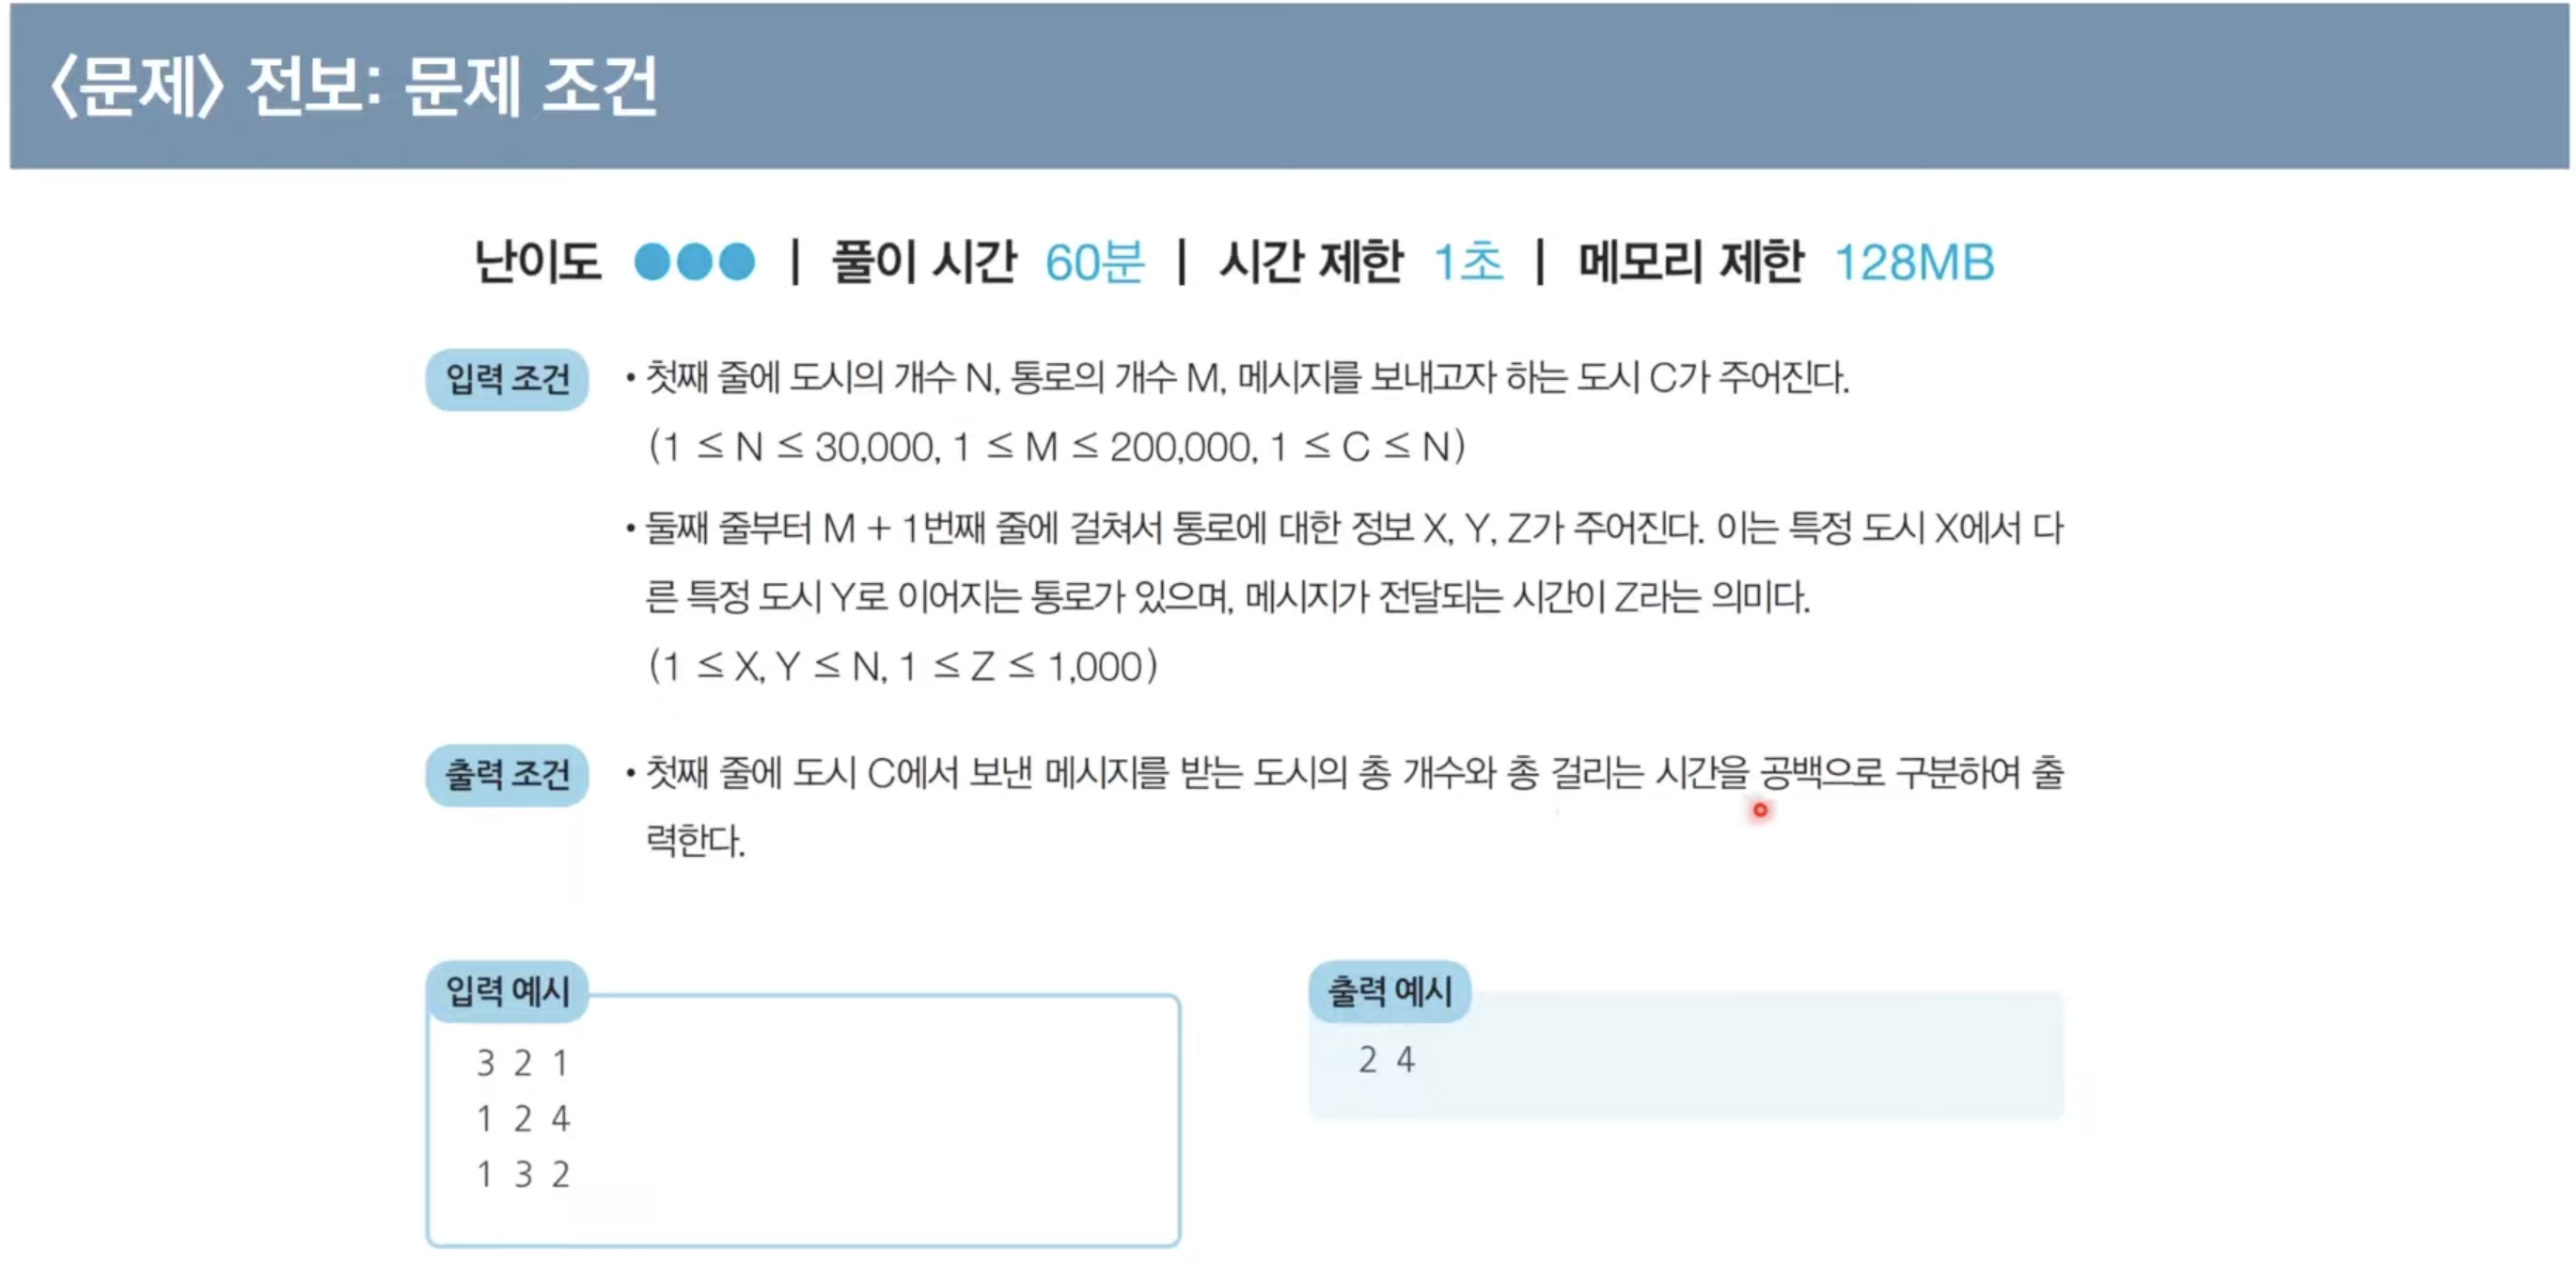 〈문제〉 전보: 문제 조건
난이도 ●●● | 풀이 시간 60분 | 시간 제한 1초 | 메모리 제한 128MB
입력 조건 • 첫째 줄에 도시의 개수 N, 통로의 개수 M, 메시지를 보내고자 하는 도시 C가 주어진다.
(1 ≤ N ≤ 30,000, 1 ≤ M ≤ 200,000, 1 ≤ C ≤ N)
• 둘째 줄부터 M + 1번째 줄에 걸쳐서 통로에 대한 정보 X, Y, Z가 주어진다. 이는 특정 도시 X에서 다
른 특정 도시 Y로 이어지는 통로가 있으며, 메시지가 전달되는 시간이 Z라는 의미다.
(1 ≤ X, Y ≤ N, 1 ≤ Z ≤ 1,000)
출력 조건 • 첫째 줄에 도시 C에서 보낸 메시지를 받는 도시의 총 개수와 총 걸리는 시간을 공백으로 구분하여 출
력한다.
입력 예시
3 2 1
1 2 4
1 3 2
출력 예시
2 4